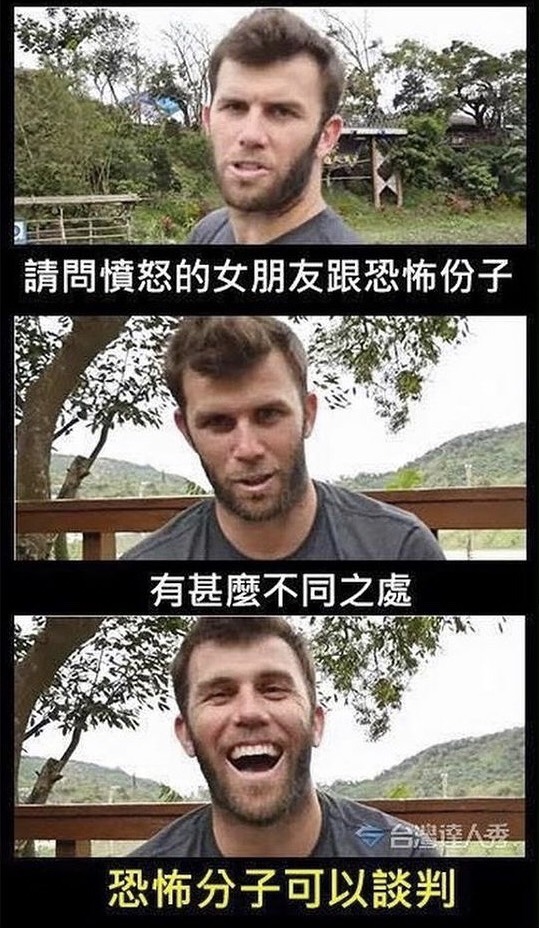 請問憤怒的女朋友跟恐怖份子
有甚麼不同之處
台灣達人秀
恐怖分子可以談判